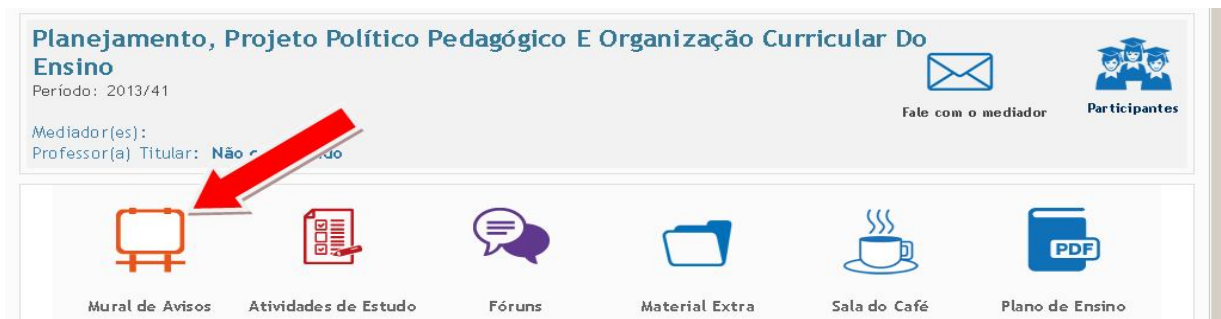 Planejamento, Projeto Político Pedagógico E Organização Curricular Do
Ensino
Período: 2013/41
Fale com o mediador
Participantes
Mediador(es):
Professor(a) Titular: Não
PDF
Mural de Avisos
Atividades de Estudo
Fóruns
Material Extra
Sala do Café
Plano de Ensino